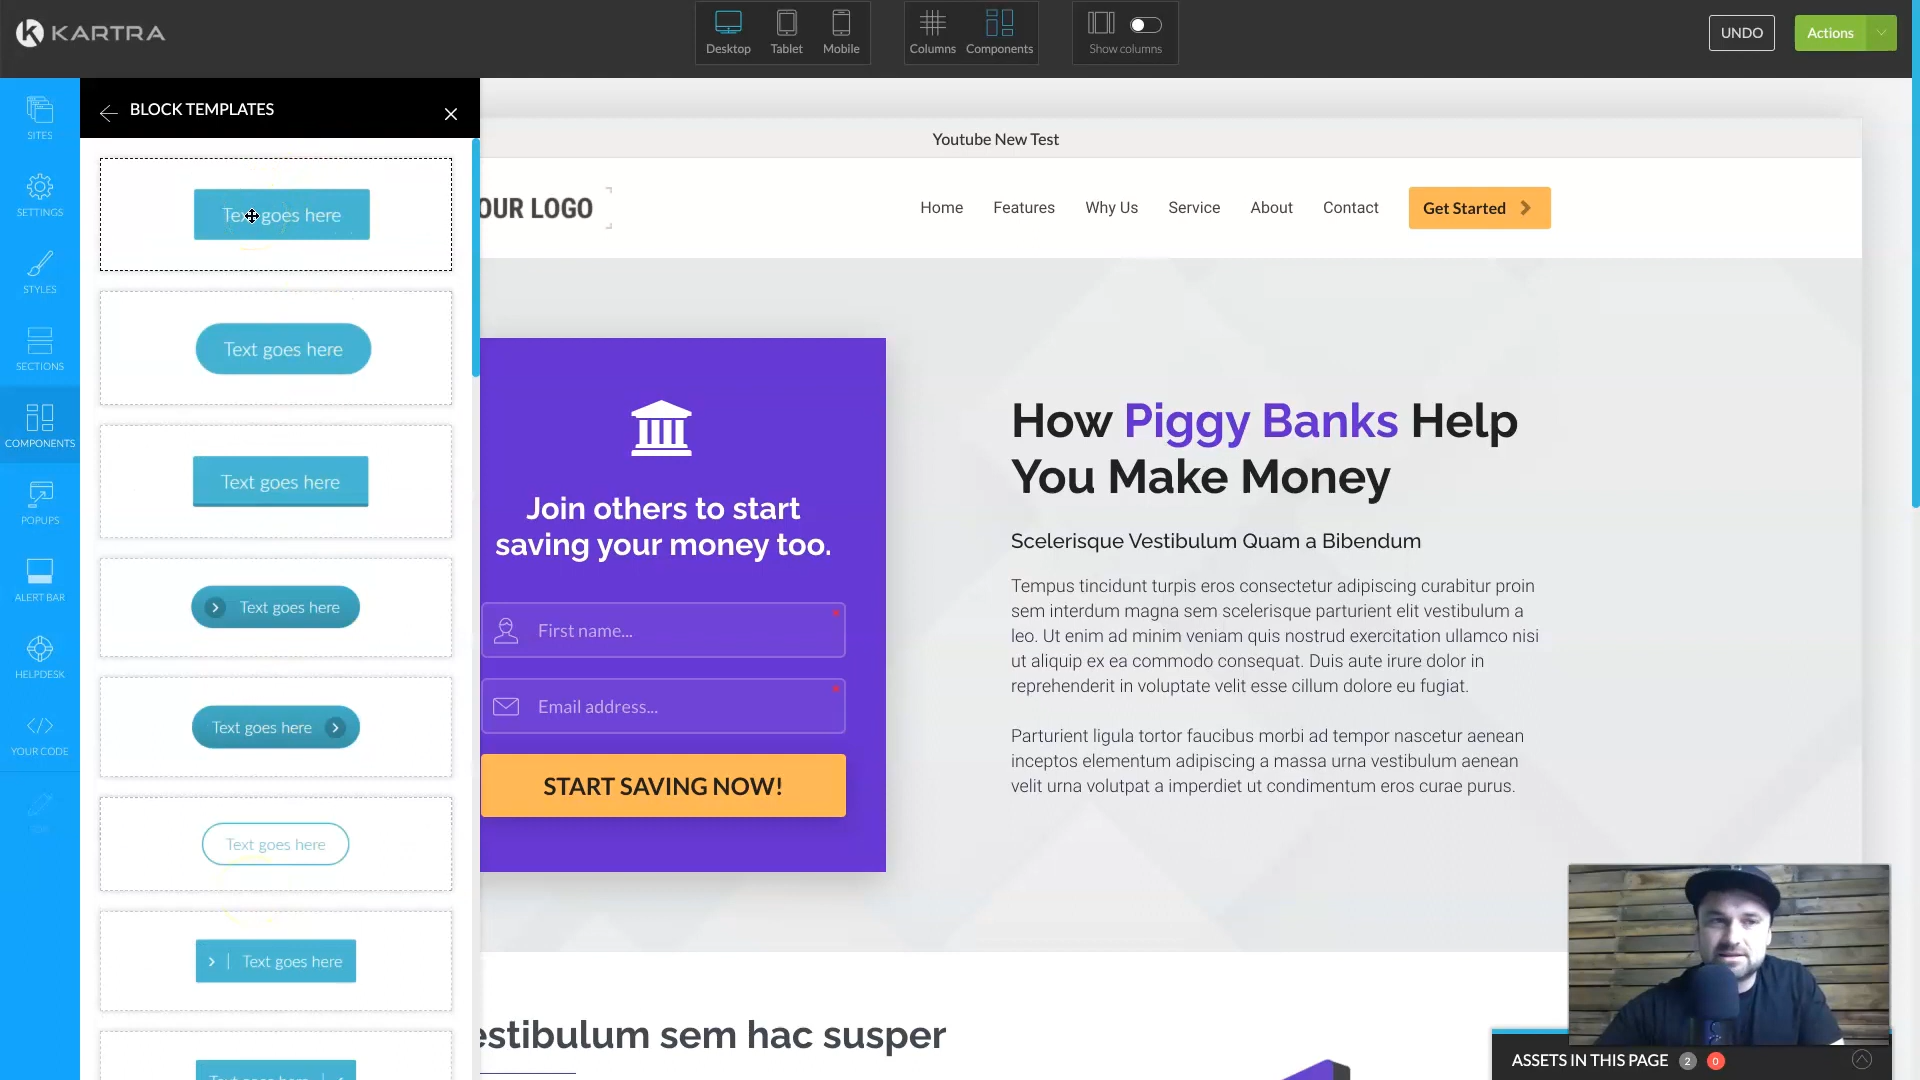 KARTRA
Desktop
Tablet
Mobile
Columns
Components
Show columns
UNDO
Actions
SITES
SETTINGS
STYLES
SECTIONS
COMPONENTS
POPUPS
ALERT BAR
HELPDESK
YOUR CODE
BLOCK TEMPLATES
Text goes here
Text goes here
Text goes here
Text goes here
Text goes here
Text goes here
Text goes here
Youtube New Test
OUR LOGO
Home
Features
Why Us
Service
About
Contact
Get Started
Join others to start
saving your money too.
First name...
Email address...
START SAVING NOW!
How Piggy Banks Help
You Make Money
Scelerisque Vestibulum Quam a Bibendum
Tempus tincidunt turpis eros consectetur adipiscing curabitur proin
sem interdum magna sem scelerisque parturient elit vestibulum a
leo. Ut enim ad minim veniam quis nostrud exercitation ullamco nisi
ut aliquip ex ea commodo consequat. Duis aute irure dolor in
reprehenderit in voluptate velit esse cillum dolore eu fugiat.
Parturient ligula tortor faucibus morbi ad tempor nascetur aenean
inceptos elementum adipiscing a massa urna vestibulum aenean
velit urna volutpat a imperdiet ut condimentum eros curae purus.
estibulum sem hac susper
ASSETS IN THIS PAGE 2 0